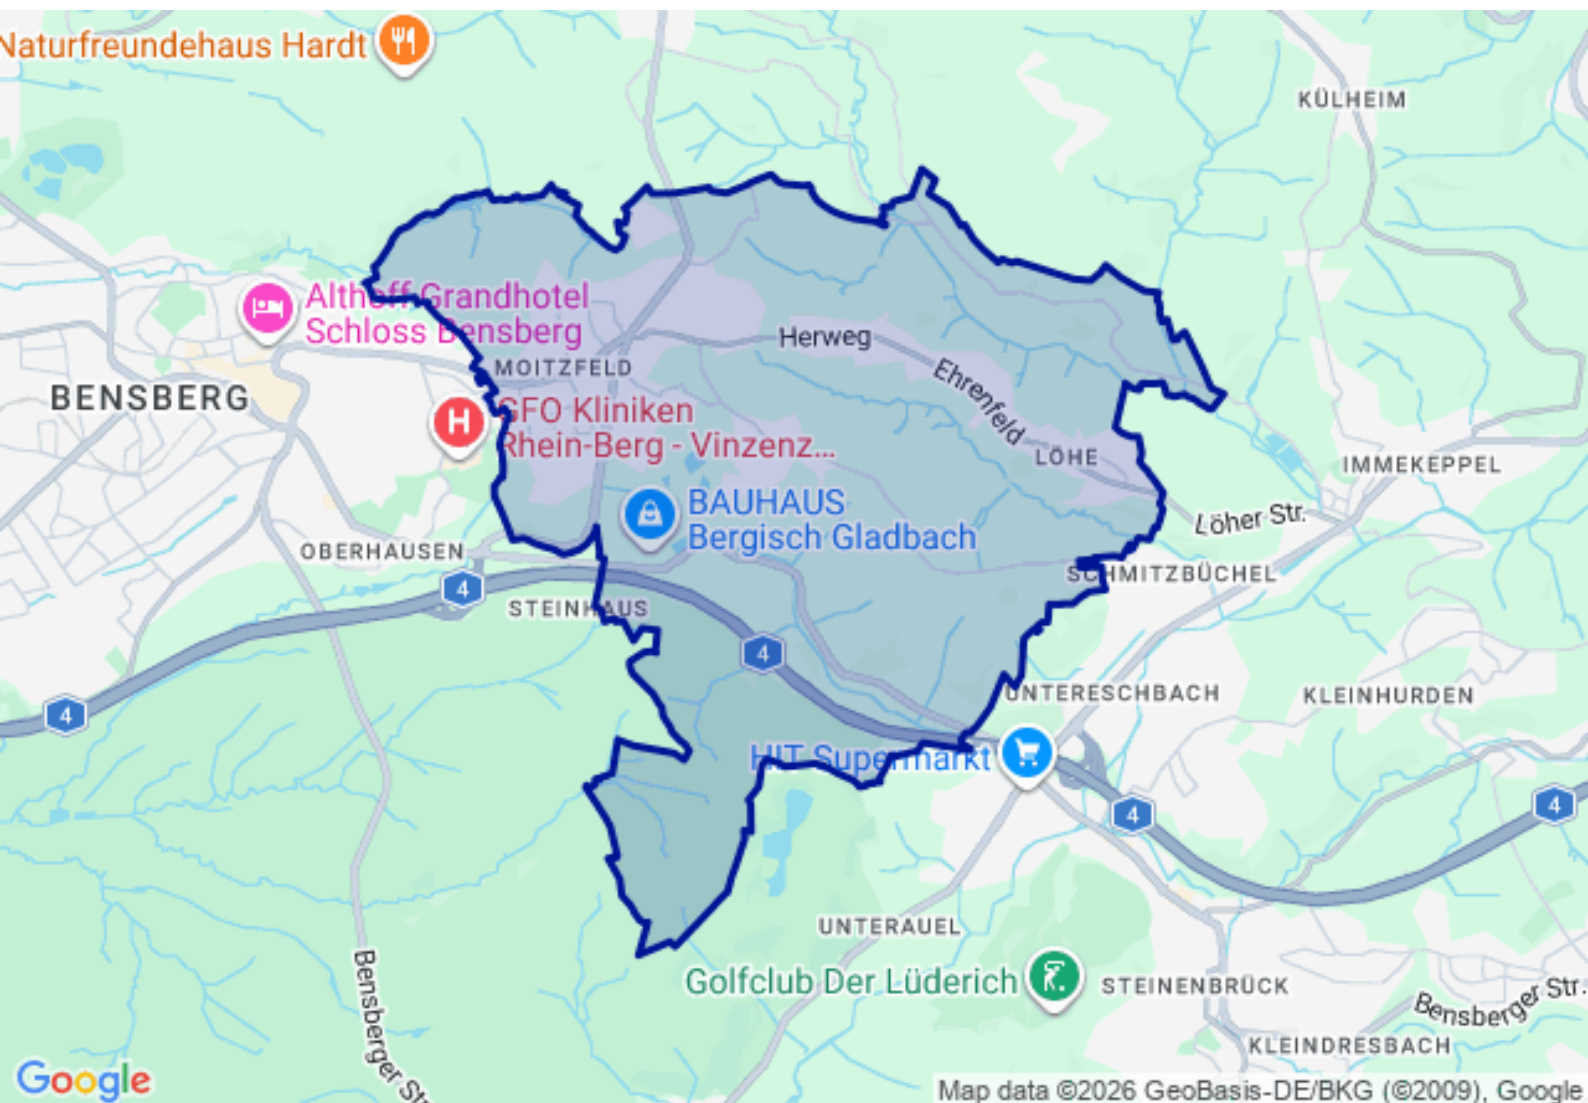 Naturfreundehaus Hardt
KÜLHEIM
Althoff Grandhotel
Schloss Bensberg
Herweg
MOITZFELD
BENSBERG
Ehrenfeld
GFO Kliniken
Rhein-Berg - Vinzenz...
LÖHE
IMMEKEPPEL
BAUHAUS
Bergisch Gladbach
Löher Str.
OBERHAUSEN
SCHMITZBÜCHEL
4
STEINHAUS
4
UNTERESCHBACH
KLEINHURDEN
4
HIT Supermarkt
4
4
UNTERAUEL
Golfclub Der Lüderich
STEINENBRÜCK
Bensberger Str.
Bensberger Str.
KLEINDRESBACH
Google
Map data ©2026 GeoBasis-DE/BKG (©2009), Google